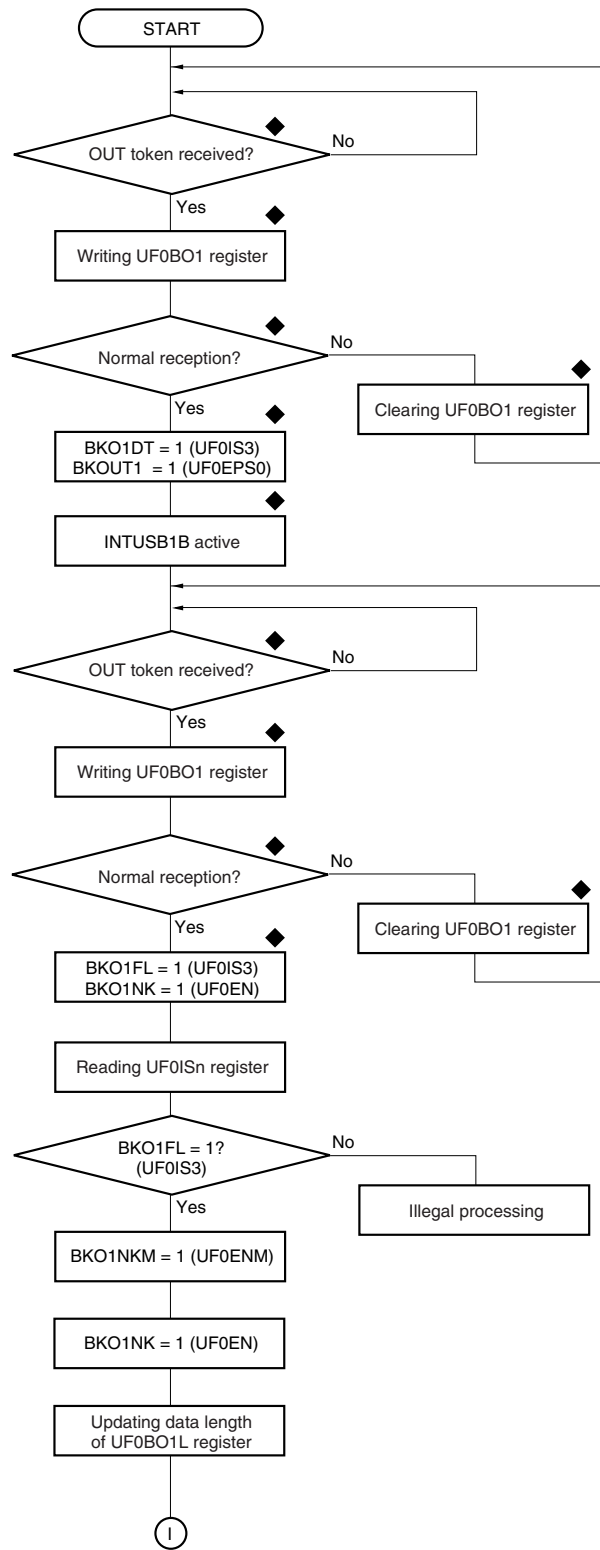 START
OUT token received?
No
Yes
Writing UF0BO1 register
Normal reception?
No
Yes
Clearing UF0BO1 register
BKO1DT = 1 (UF0IS3)
BKOUT1 = 1 (UF0EPS0)
INTUSB1B active
OUT token received?
No
Yes
Writing UF0BO1 register
Normal reception?
No
Yes
Clearing UF0BO1 register
BKO1FL = 1 (UF0IS3)
BKO1NK = 1 (UF0EN)
Reading UF0ISn register
BKO1FL = 1?
(UF0IS3)
No
Yes
Illegal processing
BKO1NKM = 1 (UF0ENM)
BKO1NK = 1 (UF0EN)
Updating data length
of UF0BO1L register
I